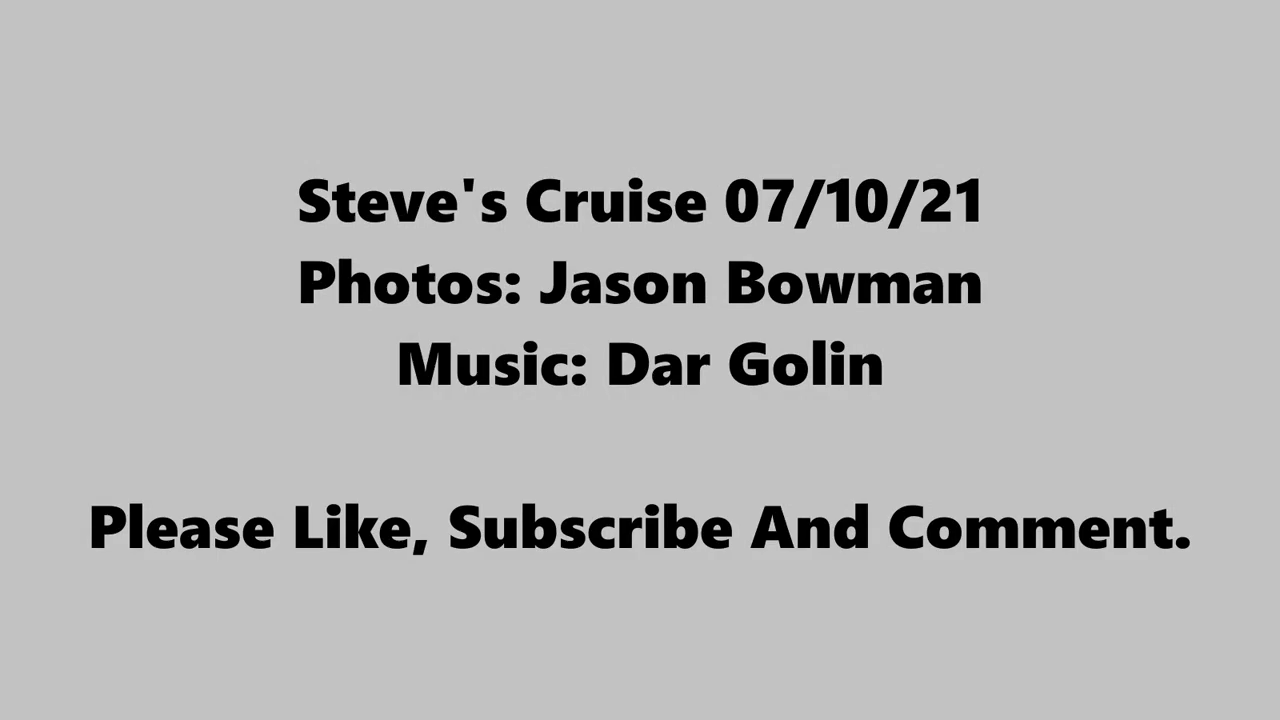 Steve's Cruise 07/10/21
Photos: Jason Bowman
Music: Dar Golin
Please Like, Subscribe And Comment.